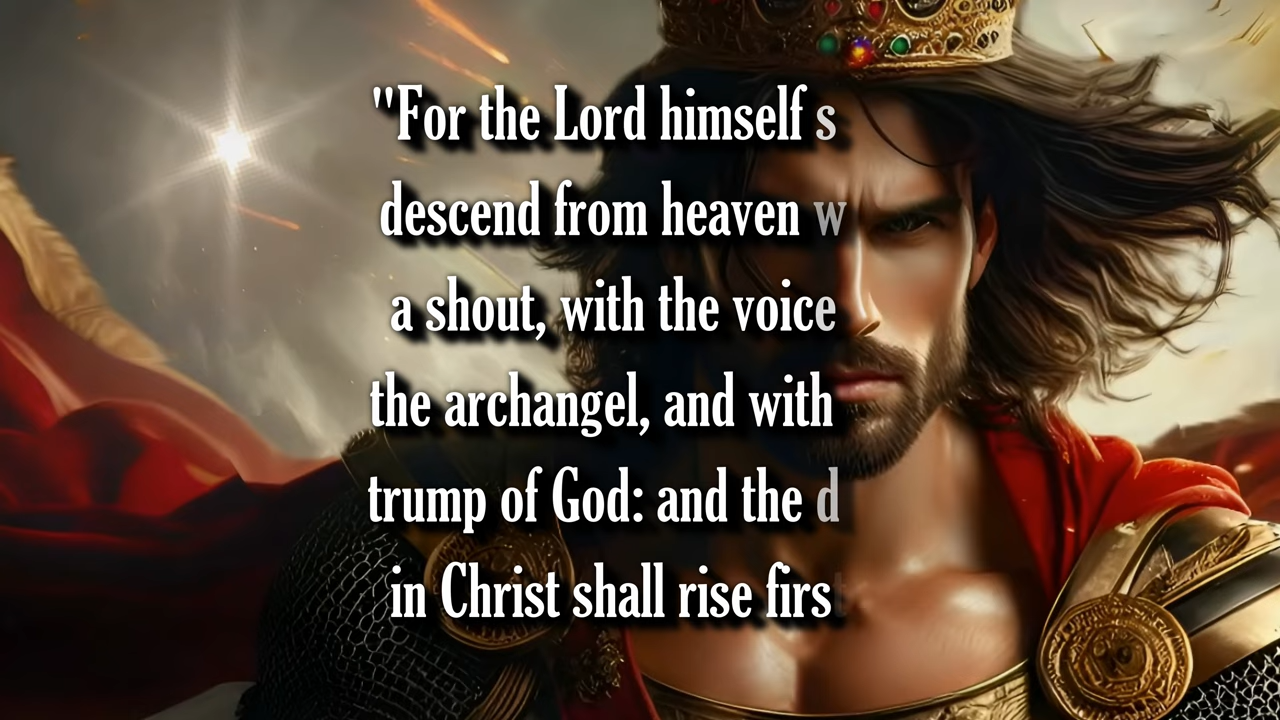 "For the Lord himself s
descend from heaven w
a shout, with the voice
the archangel, and with
trump of God: and the d
in Christ shall rise firs